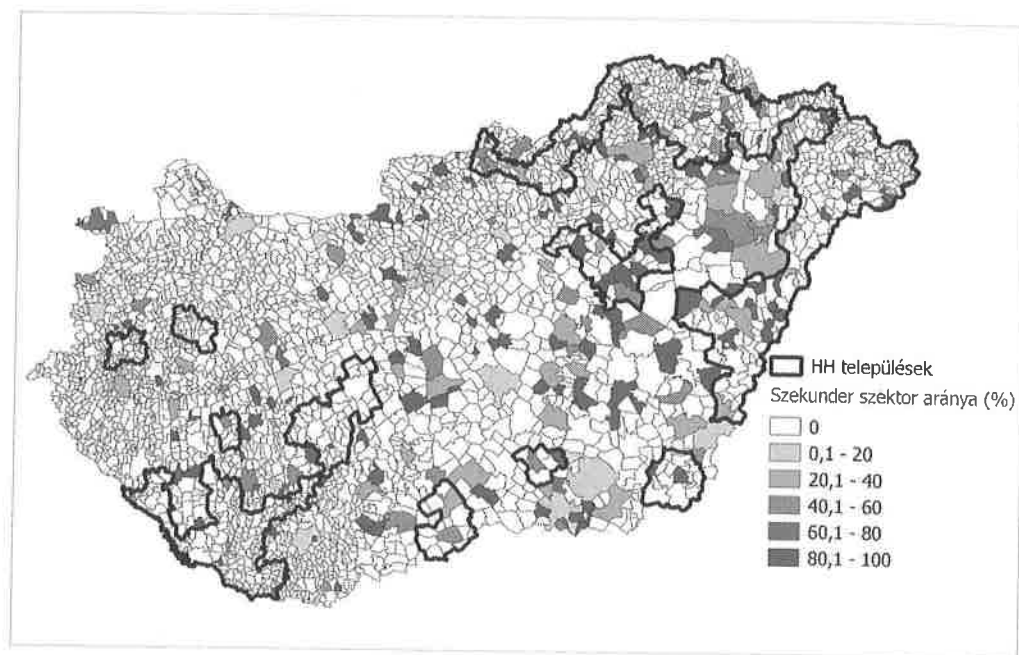 HH települések
Szekunder szektor aránya (%)
0
0,1 - 20
20,1 - 40
40,1 - 60
60,1 - 80
80,1 - 100